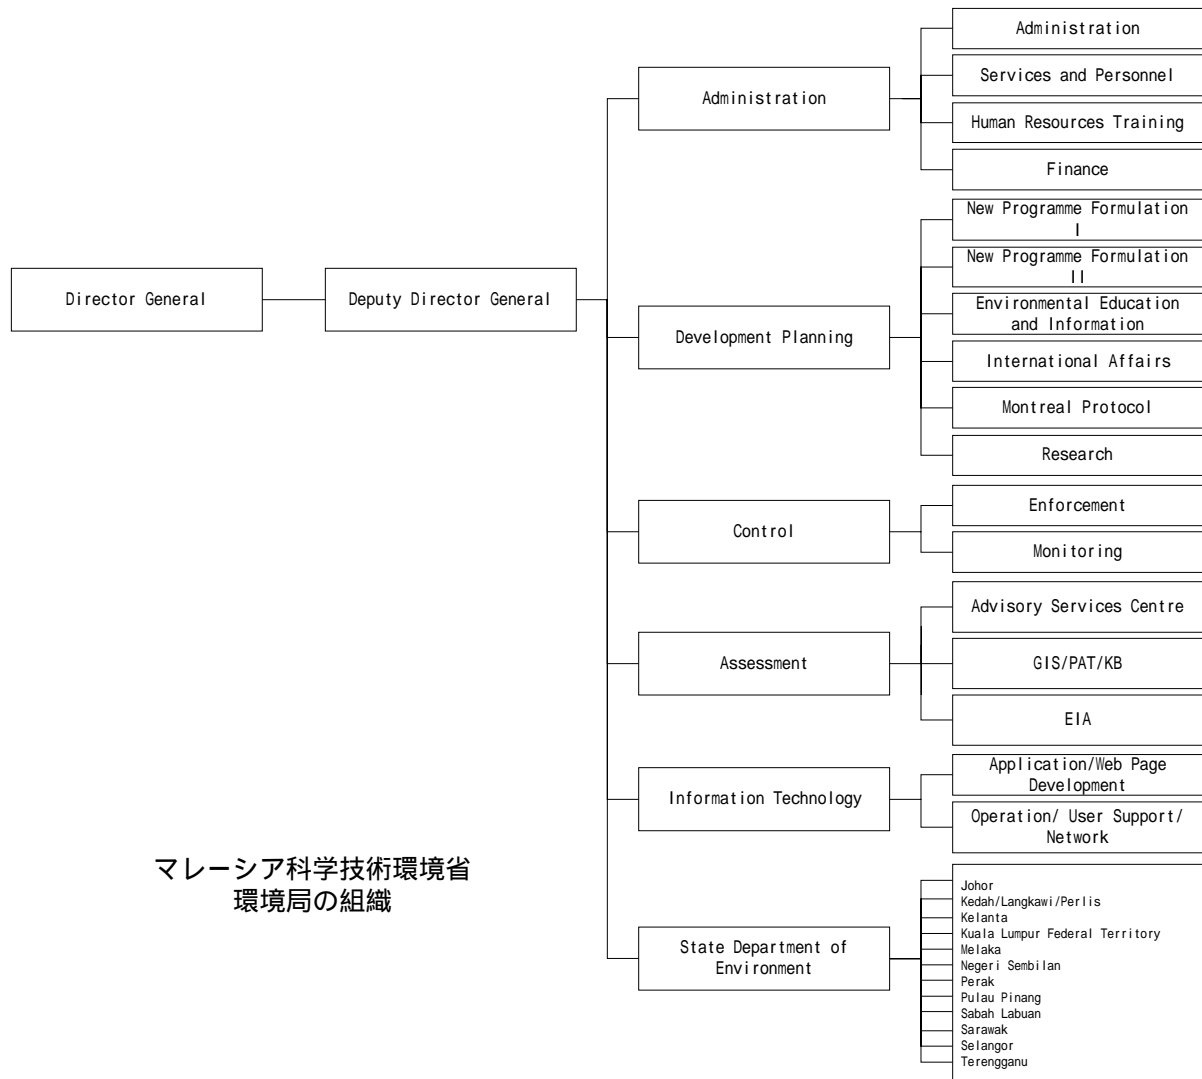 Director General
Deputy Director General
Administration
Administration
Services and Personnel
Human Resources Training
Finance
Development Planning
New Programme Formulation
I
New Programme Formulation
II
Environmental Education
and Information
International Affairs
Montreal Protocol
Research
Control
Enforcement
Monitoring
Assessment
Advisory Services Centre
GIS/PAT/KB
EIA
Information Technology
Application/Web Page
Development
Operation/ User Support/
Network
State Department of
Environment
Johor
Kedah/Langkawi/Perlis
Kelanta
Kuala Lumpur Federal Territory
Melaka
Negeri Sembilan
Perak
Pulau Pinang
Sabah Labuan
Sarawak
Selangor
Terengganu
マレーシア科学技術環境省
環境局の組織